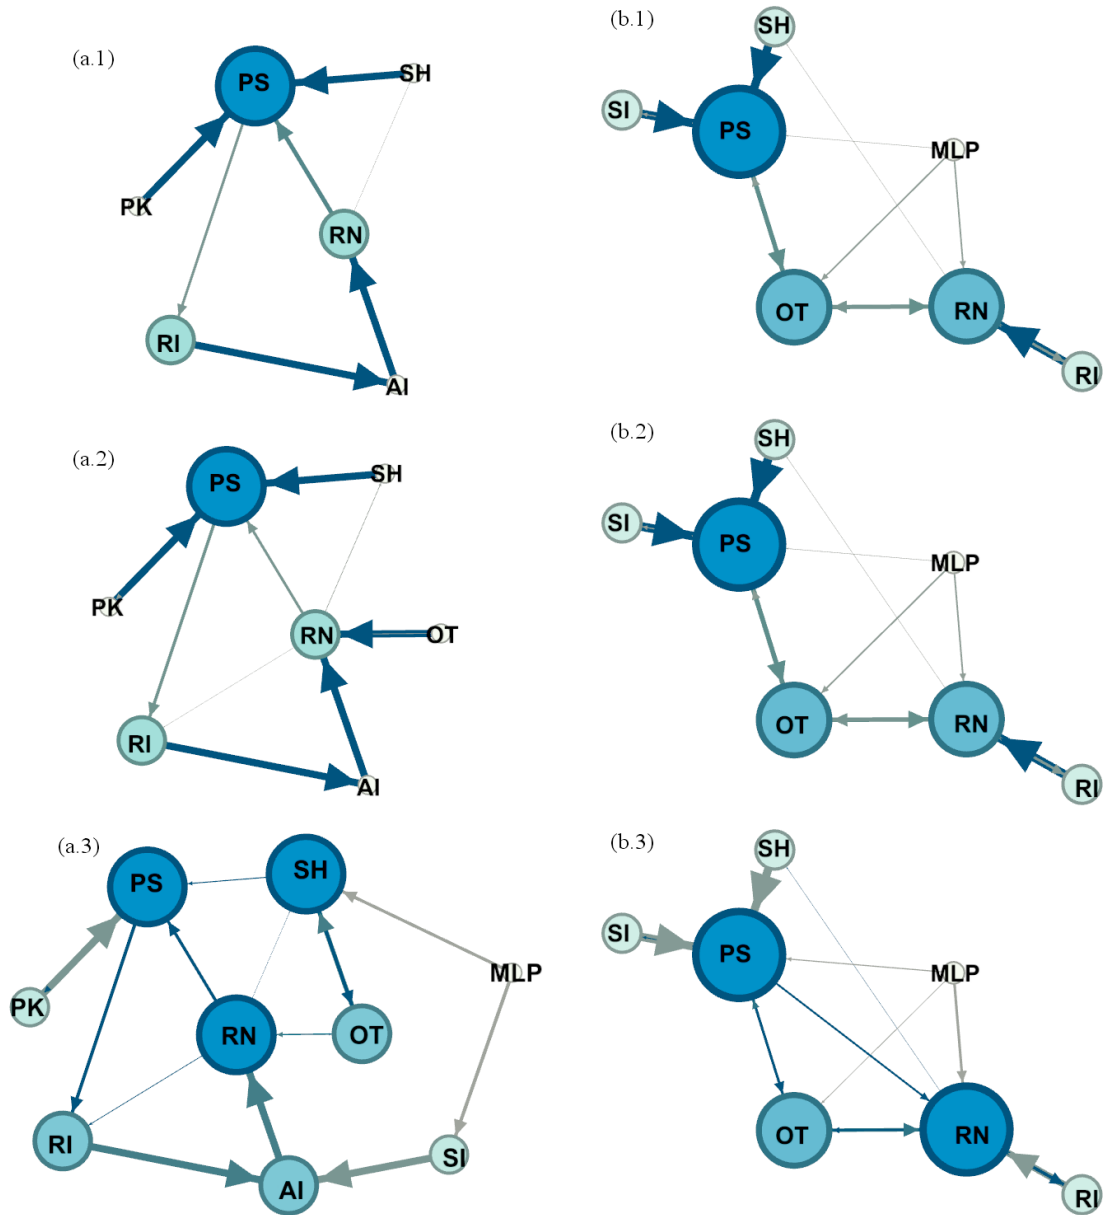 (a.1)
PS
SH
PK
RN
RI
AI
(b.1)
SH
SI
PS
MLP
OT
RN
RI
(a.2)
PS
SH
PK
RN
OT
RI
AI
(b.2)
SH
SI
PS
MLP
OT
RN
RI
(a.3)
PS
SH
MLP
PK
RN
OT
RI
SI
AI
(b.3)
SH
SI
PS
MLP
OT
RN
RI